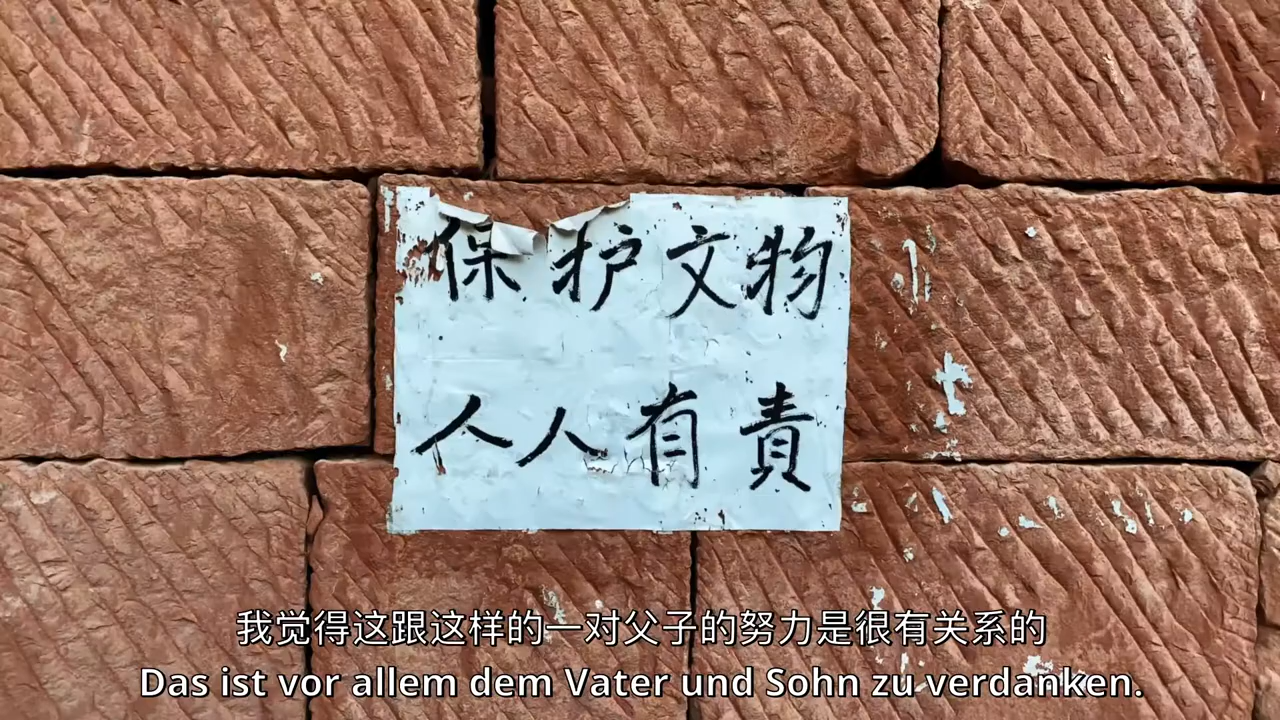 保护文物
人人有責
我觉得这跟这样的一对父子的努力是很有关系的
Das ist vor allem dem Vater und Sohn zu verdanken.